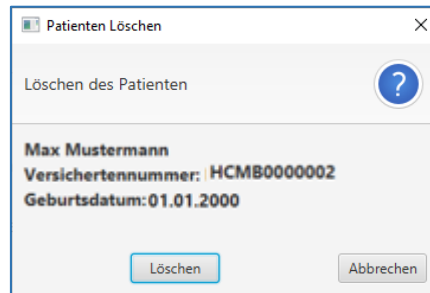 Patienten Löschen
Löschen des Patienten
?
Max Mustermann
Versichertennummer: HCMB0000002
Geburtsdatum: 01.01.2000
Löschen Abbrechen